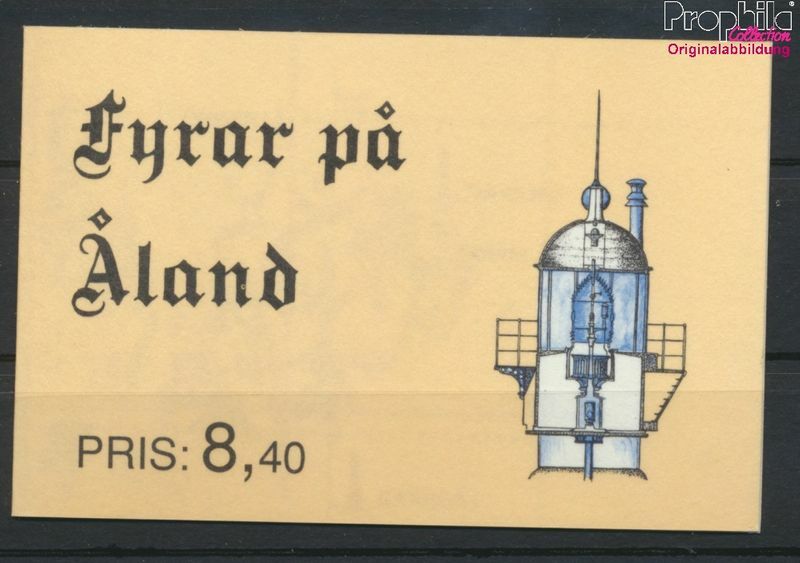 Prophila
Collection
Originalabbildung
Fyrar på
Åland
PRIS: 8,40